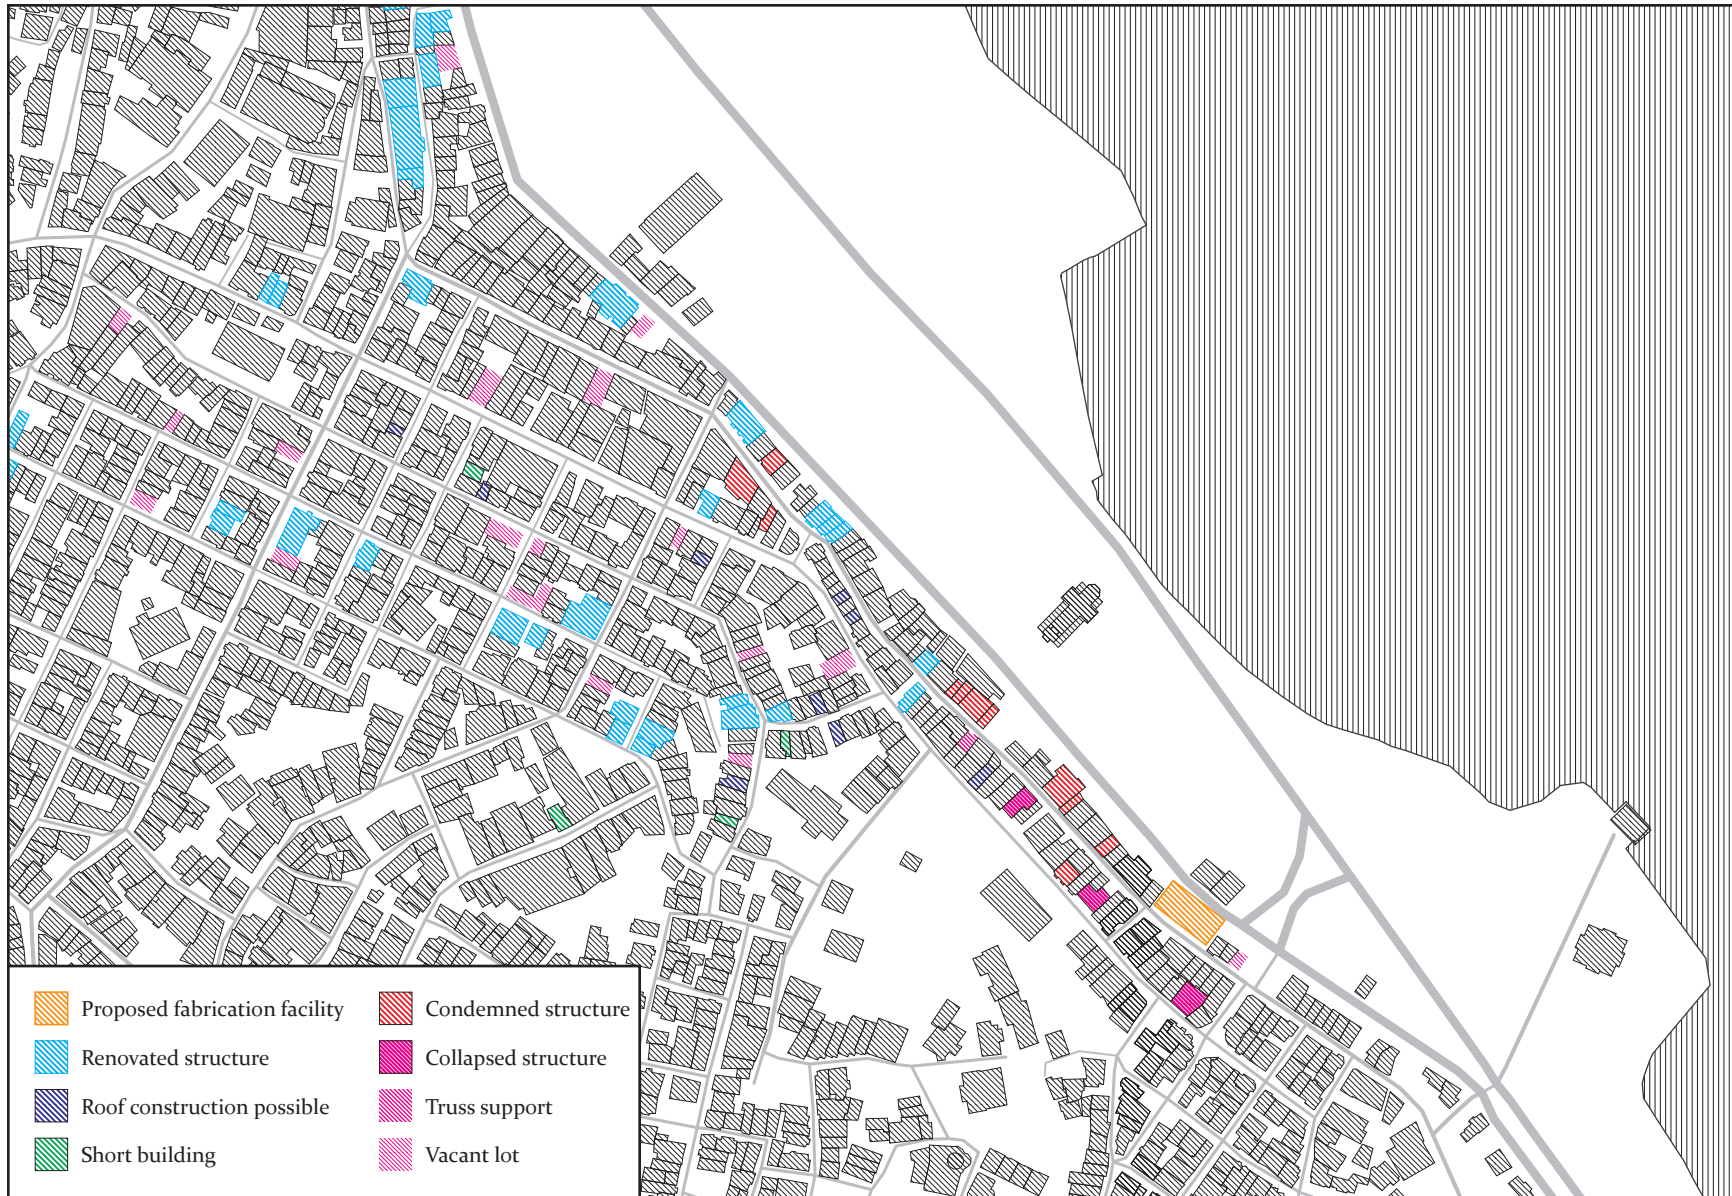 Proposed fabrication facility
Renovated structure
Roof construction possible
Short building
Condemned structure
Collapsed structure
Truss support
Vacant lot